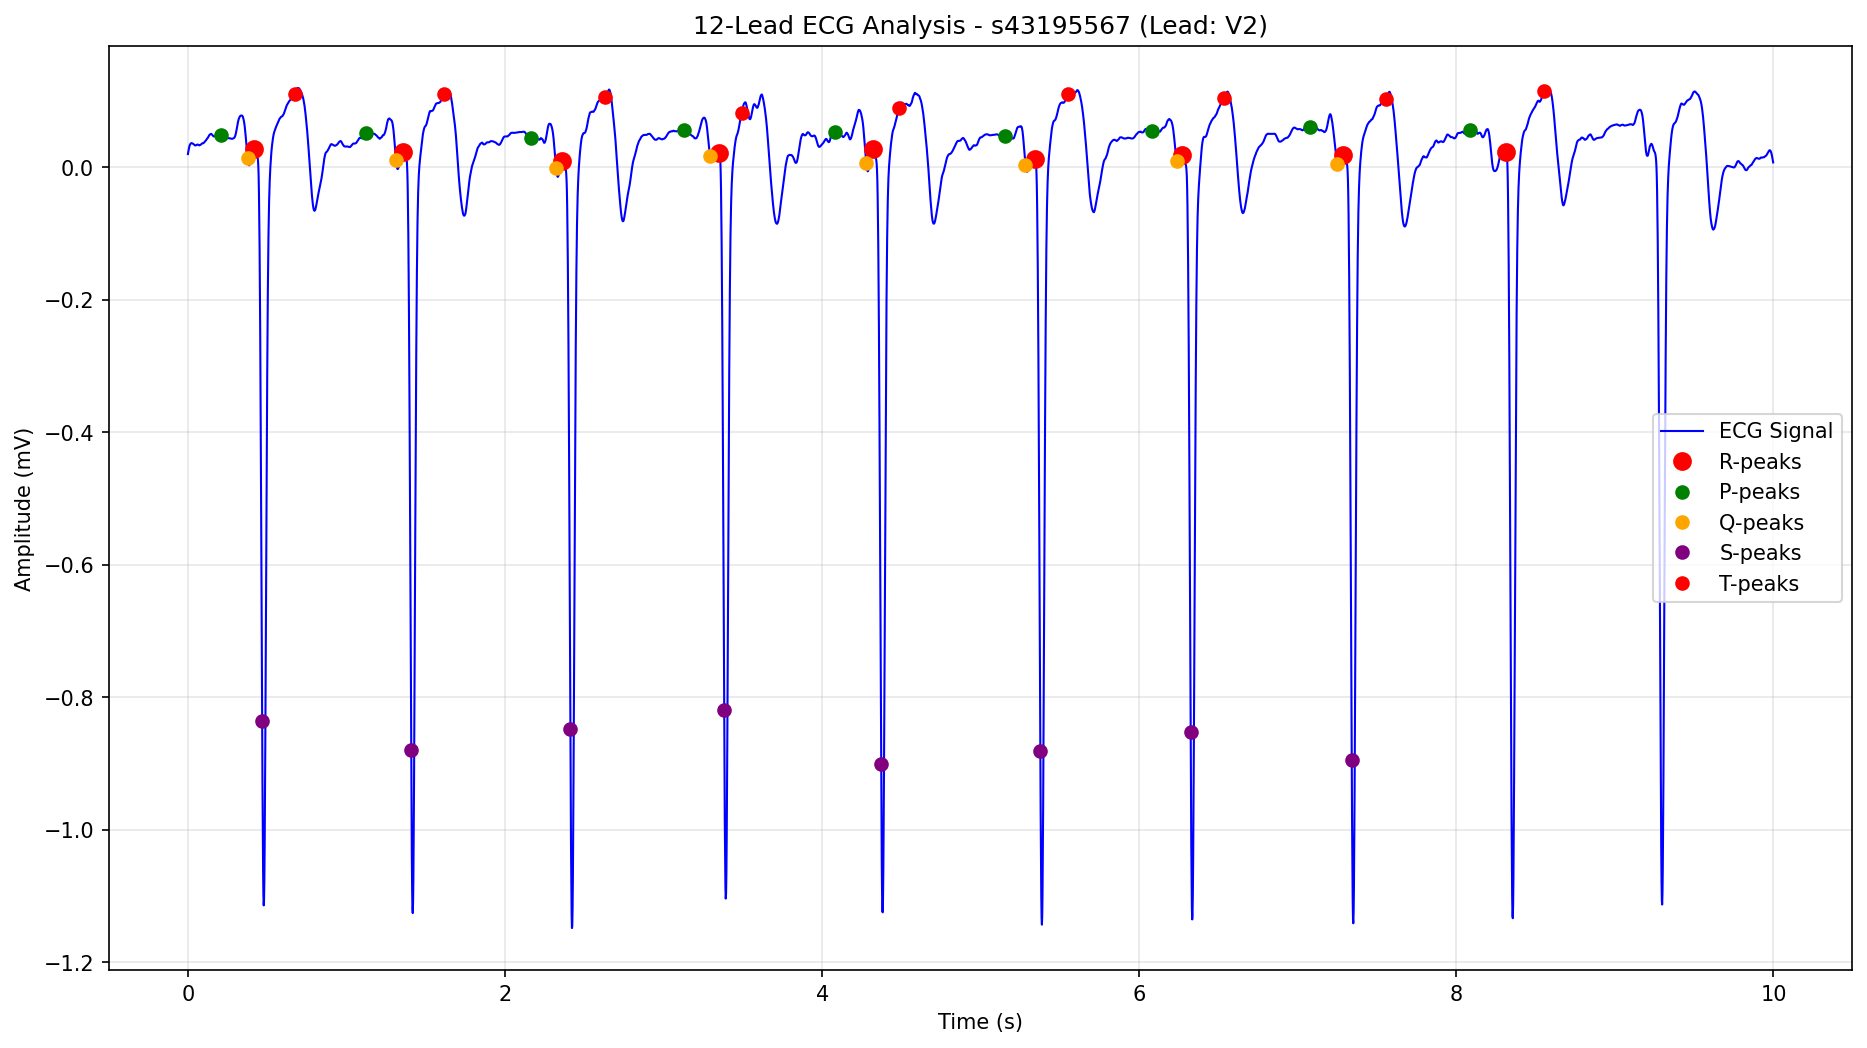 12-Lead ECG Analysis - s43195567 (Lead: V2)
Amplitude (mV)
0.0
−0.2
−0.4
−0.6
−0.8
−1.0
−1.2
ECG Signal
R-peaks
P-peaks
Q-peaks
S-peaks
T-peaks
0 2 4 6 8 10
Time (s)